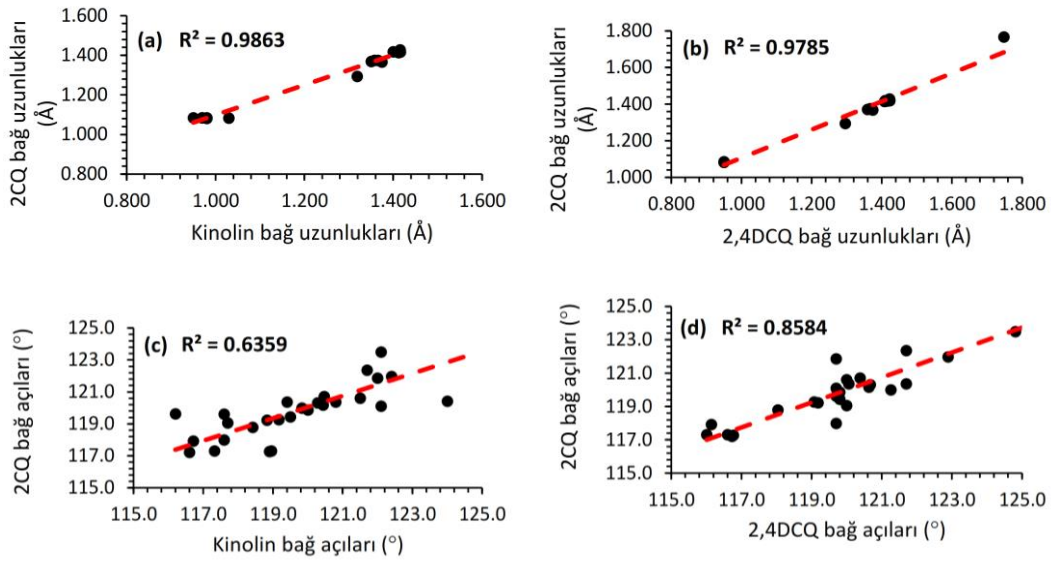 (a) R² = 0.9863
2CQ bağ uzunlukları
(Å)
1.600
1.400
1.200
1.000
0.800
0.800 1.000 1.200 1.400 1.600
Kinolin bağ uzunlukları (Å)
(b) R² = 0.9785
2CQ bağ uzunlukları
(Å)
1.800
1.600
1.400
1.200
1.000
0.800 1.000 1.200 1.400 1.600 1.800
2,4DCQ bağ uzunlukları (Å)
(c) R² = 0.6359
2CQ bağ açıları (°)
125.0
123.0
121.0
119.0
117.0
115.0
115.0 117.0 119.0 121.0 123.0 125.0
Kinolin bağ açıları (°)
(d) R² = 0.8584
2CQ bağ açıları (°)
125.0
123.0
121.0
119.0
117.0
115.0
115.0 117.0 119.0 121.0 123.0 125.0
2,4DCQ bağ açıları (°)